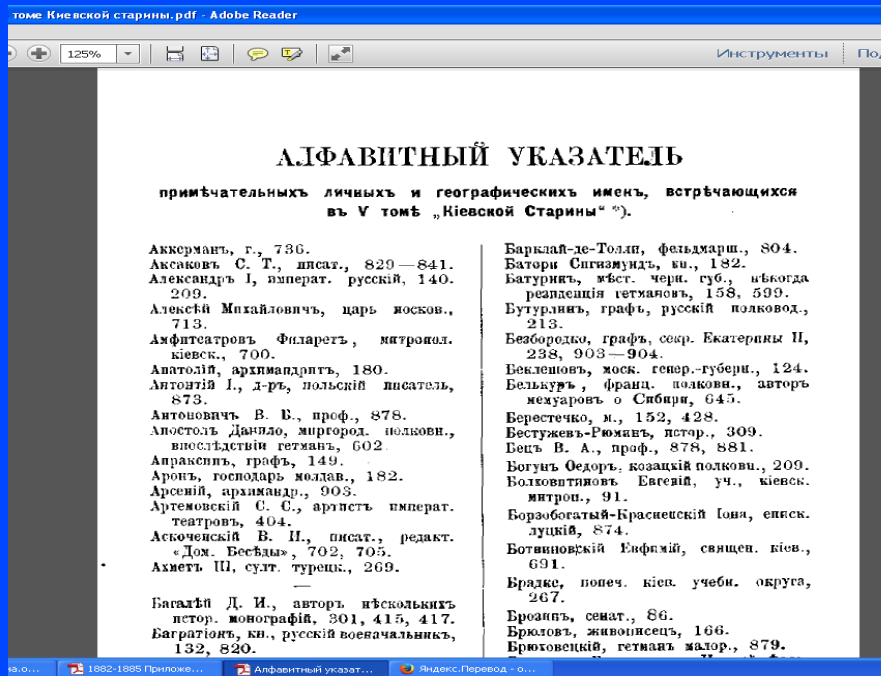 томе Киевской старины.pdf - Adobe Reader
125%
Инструменты
АЛФАВИТНЫЙ УКАЗАТЕЛЬ
примѣчательныхъ личныхъ и географическихъ именъ, встрѣчающихся
въ V томѣ „Кіевской Старины“ *).
Аккерманъ, г., 736.
Аксаковъ С. Т., писат., 829—841.
Александръ I, императ. русскій, 140.
209.
Алексѣй Михайловичъ, царь москов.,
713.
Амфитеатровъ Филаретъ, митропол.
кіевск., 700.
Анатолій, архимандритъ, 180.
Антонтій I., д-ръ, польскій писатель,
873.
Антоновичъ В. Б., проф., 878.
Апостолъ Данило, миргород. полковн.,
впослѣдствіи гетманъ, 602.
Апраксинъ, графъ, 149.
Аронъ, господарь молдав., 182.
Арсеній, архимандр., 903.
Артемовскій С. С., артистъ императ.
театровъ, 404.
Аскоченскій В. И., писат., редакт.
«Дом. Бесѣды», 702, 705.
Ахметъ III, султ. турецк., 269.
Багалѣй Д. И., авторъ нѣсколькихъ
истор. монографій, 301, 415, 417.
Багратіонъ, кн., русскій военачальникъ,
132, 820.
Барклай-де-Толли, фельдмарш., 804.
Батори Сигизмундъ, кн., 182.
Батуринъ, мѣст. черн. губ., нѣкогда
резиденція гетмановъ, 158, 599.
Бутурлинъ, графъ, русскій полковод.,
213.
Безбородко, графъ, секр. Екатерины II,
238, 903—904.
Беклешовъ, моск. генер.-губерн., 124.
Белькуръ, франц. полковн., авторъ
мемуаровъ о Сибири, 645.
Берестечко, м., 152, 428.
Бестужевъ-Рюминъ, истор., 309.
Бецъ В. А., проф., 878, 881.
Богунъ Ѳедоръ, козацкій полковн., 209.
Болховитиновъ Евгеній, уч., кіевск.
митроп., 91.
Борзобогатый-Красненскій Іона, еписк.
луцкій, 874.
Ботвиновскій Евфимій, священ. кіев.,
691.
Брадке, попеч. кіев. учебн. округа,
267.
Брозинъ, сенат., 86.
Брюловъ, живописецъ, 166.
Брюховецкій, гетманъ малор., 879.
1882-1885 Приложе...
Алфавитный указат...
Яндекс.Перевод - о...